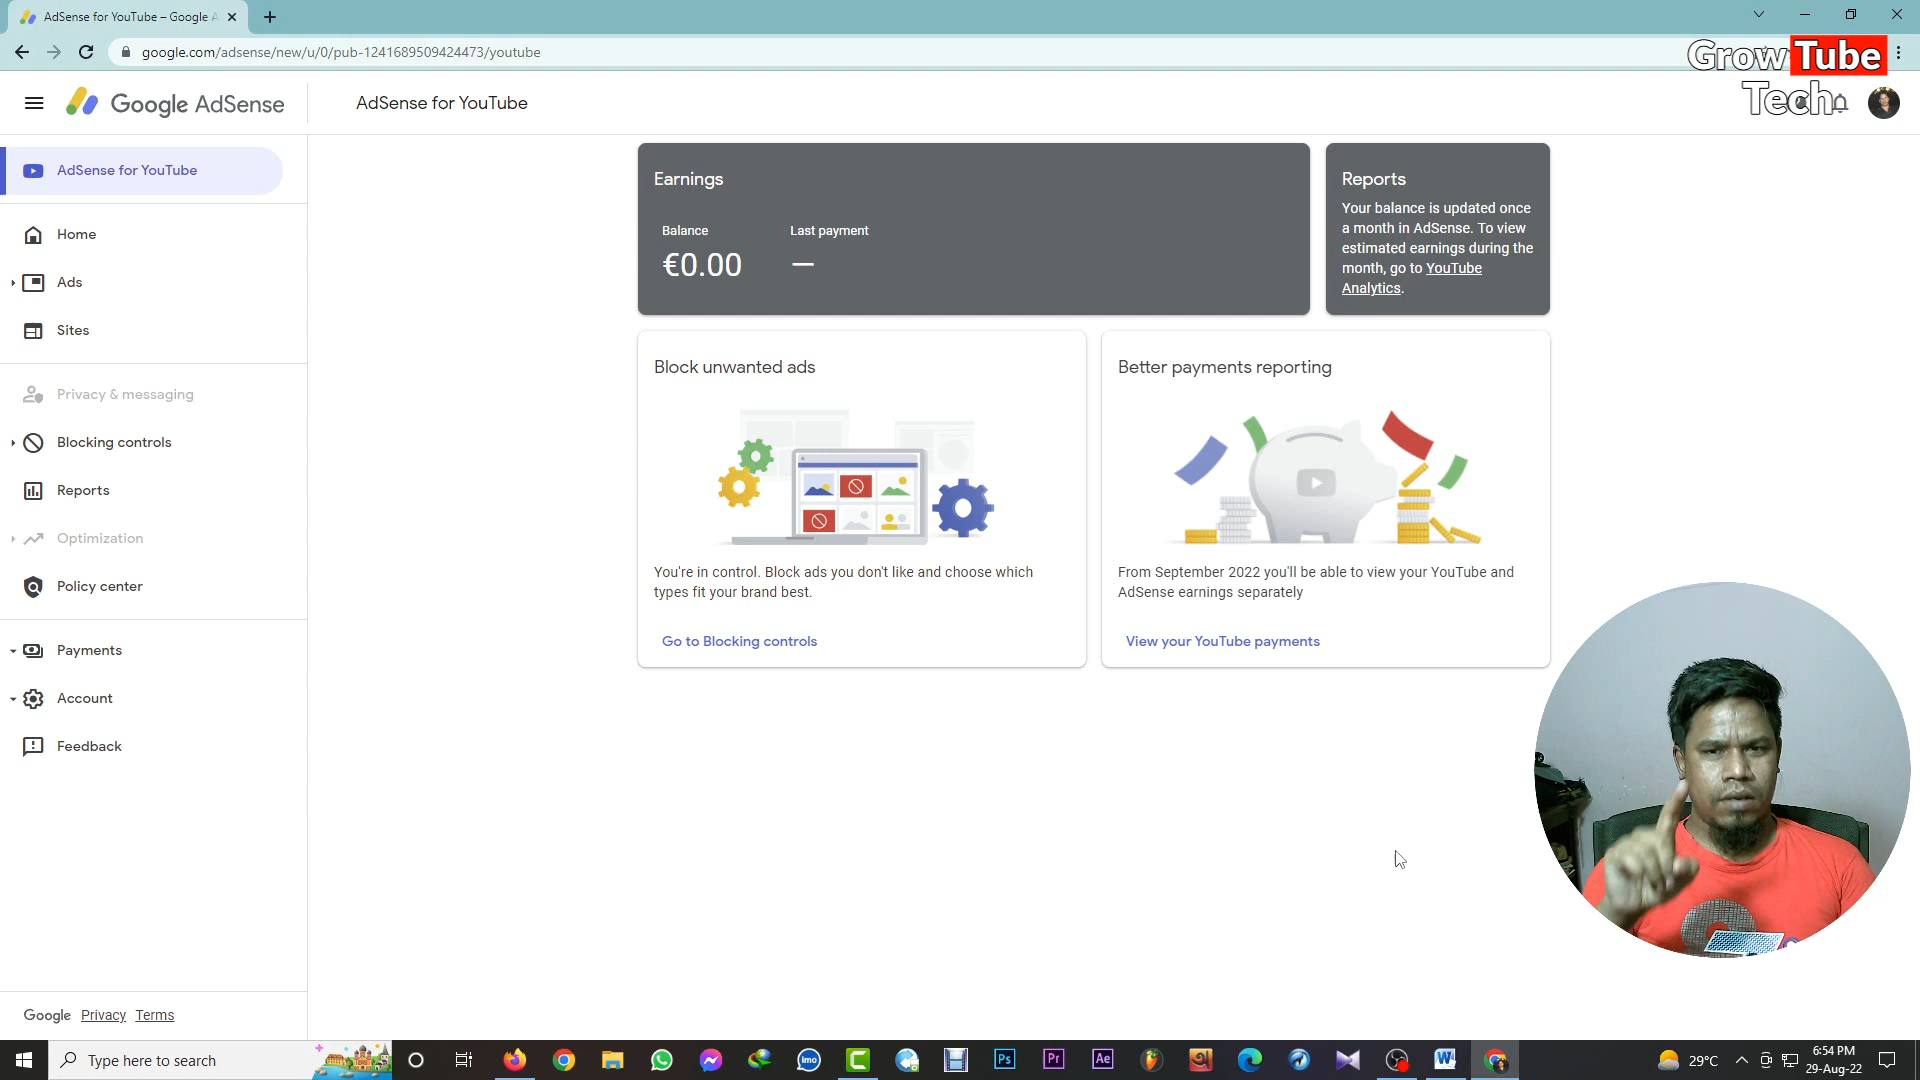 AdSense for YouTube – Google A
google.com/adsense/new/u/0/pub-1241689509424473/youtube
Grow Tube
Tech
Google AdSense
AdSense for YouTube
AdSense for YouTube
Home
Ads
Sites
Privacy & messaging
Blocking controls
Reports
Optimization
Policy center
Payments
Account
Feedback
Google Privacy Terms
Earnings
Balance
€0.00
Last payment
—
Reports
Your balance is updated once
a month in AdSense. To view
estimated earnings during the
month, go to YouTube
Analytics.
Block unwanted ads
You're in control. Block ads you don't like and choose which
types fit your brand best.
Go to Blocking controls
Better payments reporting
From September 2022 you'll be able to view your YouTube and
AdSense earnings separately
View your YouTube payments
Type here to search
imo
Ps
Pr
Ae
W
29°C
6:54 PM
29-Aug-22